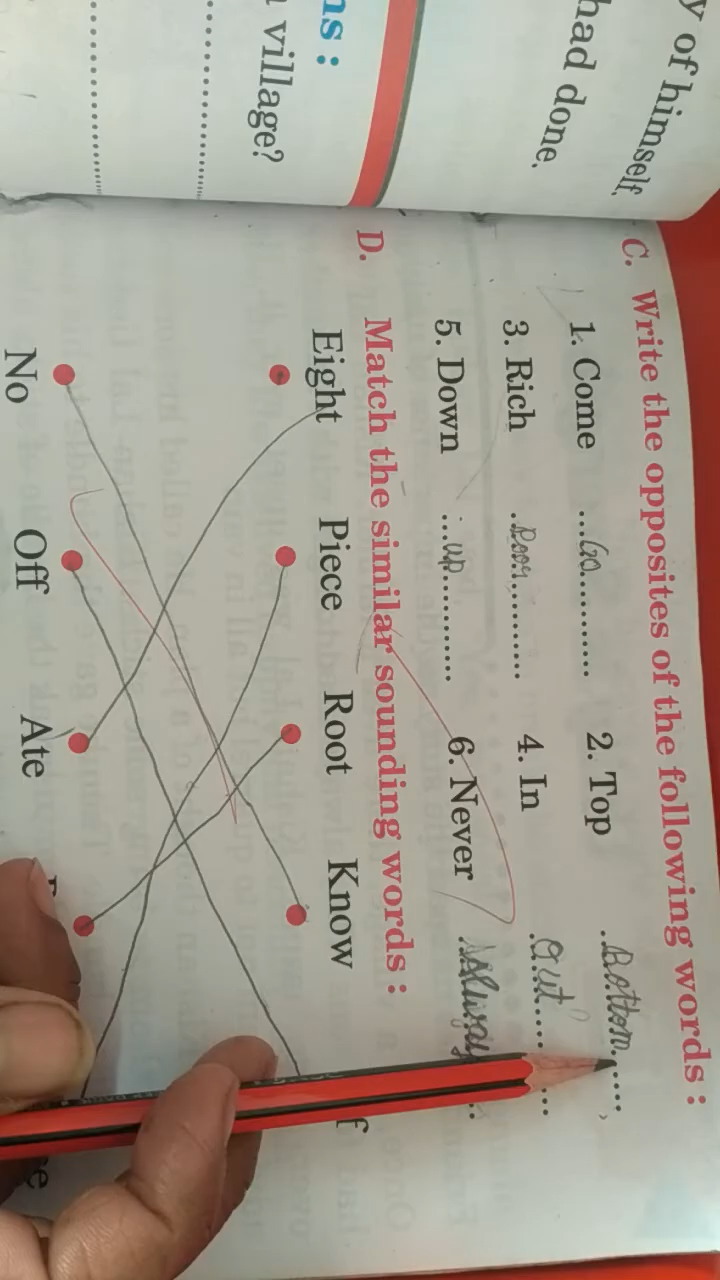 y of himself
had done.
ns :
village?
C. Write the opposites of the following words :
1. Come ...Go.......... 2. Top ..Bottom......
3. Rich ..Poor.......... 4. In ..Out.......
5. Down ...up........... 6. Never ..Always..
D. Match the similar sounding words :
Eight Piece Root Know f
No Off Ate e